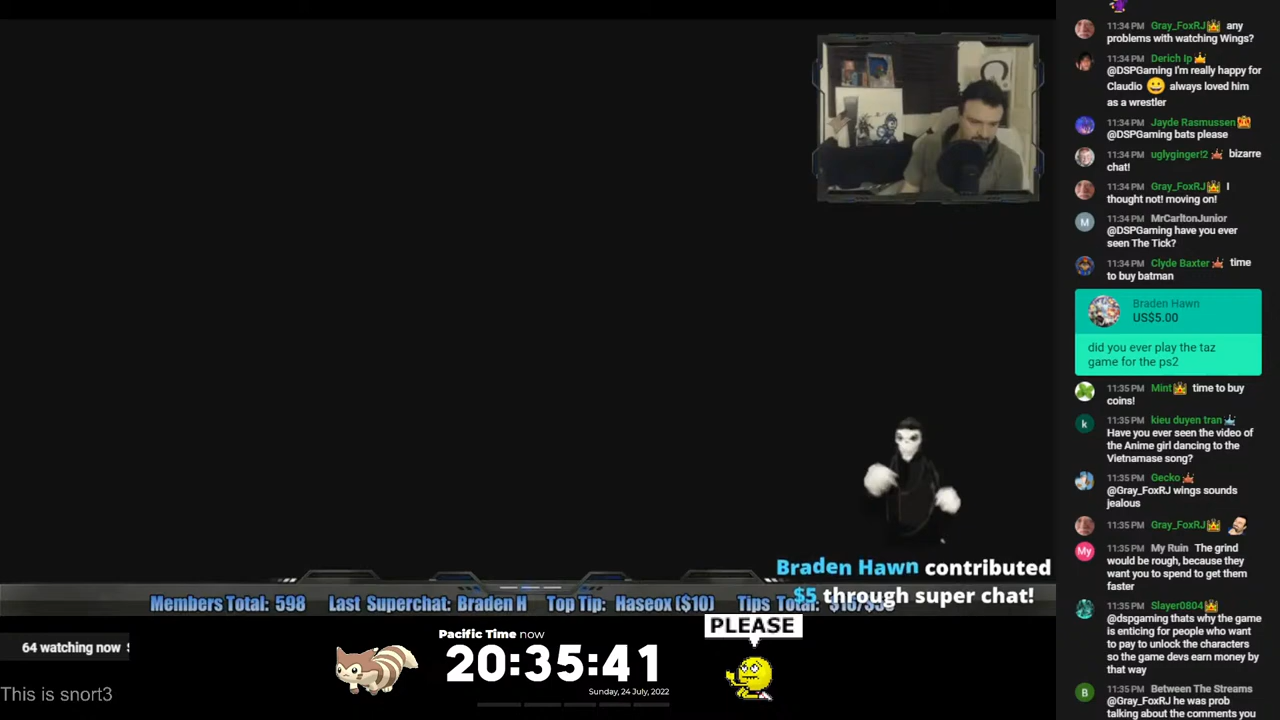 11:34 PM Gray_FoxRJ any
problems with watching Wings?
11:34 PM Derich Ip
@DSPGaming I'm really happy for
Claudio 😀 always loved him
as a wrestler
11:34 PM Jayde Rasmussen
@DSPGaming bats please
11:34 PM uglyginger!2 bizarre
chat!
11:34 PM Gray_FoxRJ I
thought not! moving on!
M 11:34 PM MrCarltonJunior
@DSPGaming have you ever
seen The Tick?
11:34 PM Clyde Baxter time
to buy batman
Braden Hawn
US$5.00
did you ever play the taz
game for the ps2
11:35 PM Mint time to buy
coins!
k 11:35 PM kieu duyen tran
Have you ever seen the video of
the Anime girl dancing to the
Vietnamase song?
11:35 PM Gecko
@Gray_FoxRJ wings sounds
jealous
11:35 PM Gray_FoxRJ
My 11:35 PM My Ruin The grind
would be rough, because they
want you to spend to get them
faster
11:35 PM Slayer0804
@dspgaming thats why the game
is enticing for people who want
to pay to unlock the characters
so the game devs earn money by
that way
B 11:35 PM Between The Streams
@Gray_FoxRJ he was prob
talking about the comments you
Braden Hawn contributed
$5 through super chat!
Members Total: 598 Last Superchat: Braden H Top Tip: Haseox ($10) Tips Total:
PLEASE
Pacific Time now
20:35:41
Sunday, 24 July, 2022
64 watching now
This is snort3